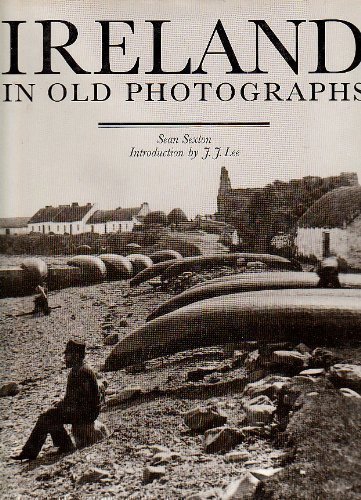 IRELAND
IN OLD PHOTOGRAPHS
Sean Sexton
Introduction by J. J. Lee